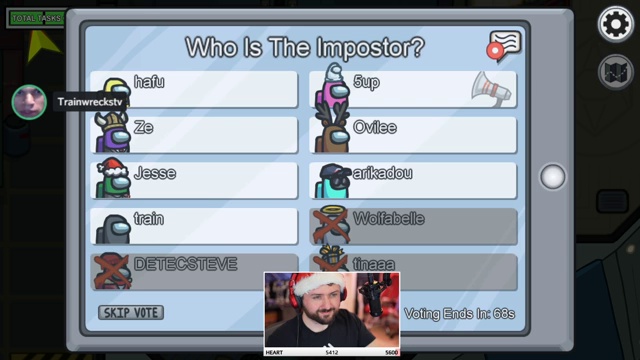 TOTAL TASKS
Who Is The Impostor?
hafu
5up
Trainwreckstv
Ze
Ovilee
Jesse
arikadou
train
Wolfabelle
DETECSTEVE
tinaaa
SKIP VOTE
Voting Ends In: 68s
HEART 5412 5600